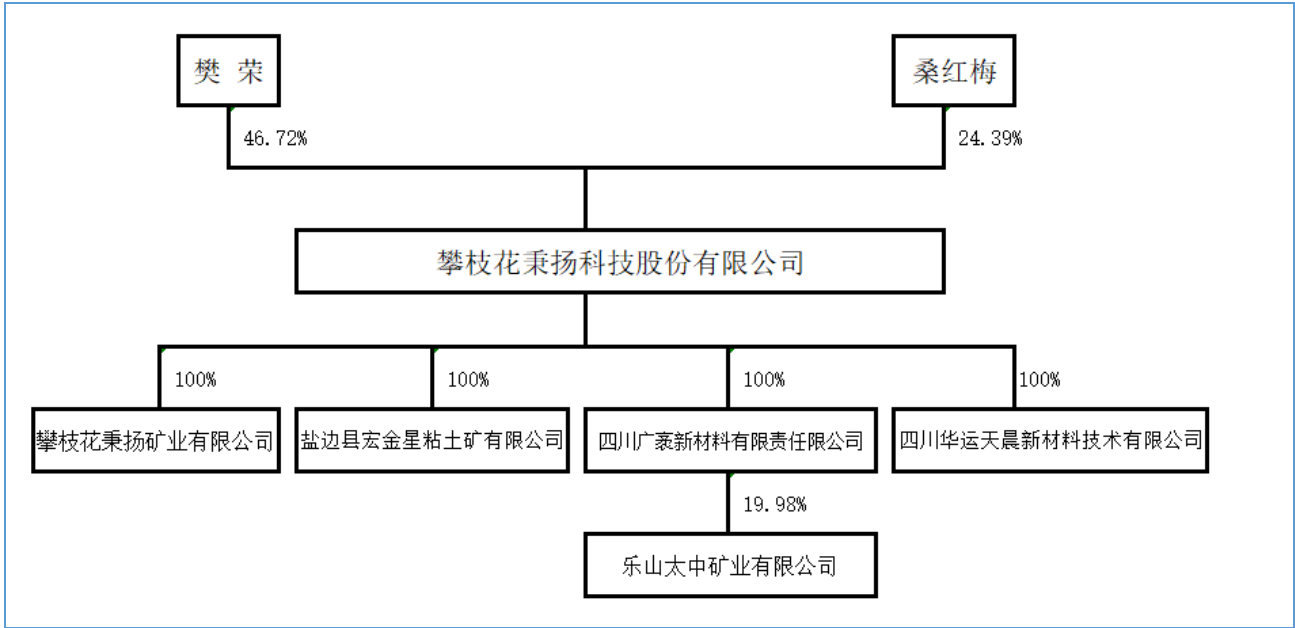 樊 荣
桑红梅
46.72%
24.39%
攀枝花秉扬科技股份有限公司
100%
100%
100%
100%
攀枝花秉扬矿业有限公司
盐边县宏金星粘土矿有限公司
四川广袤新材料有限责任限公司
四川华运天晨新材料技术有限公司
19.98%
乐山太中矿业有限公司